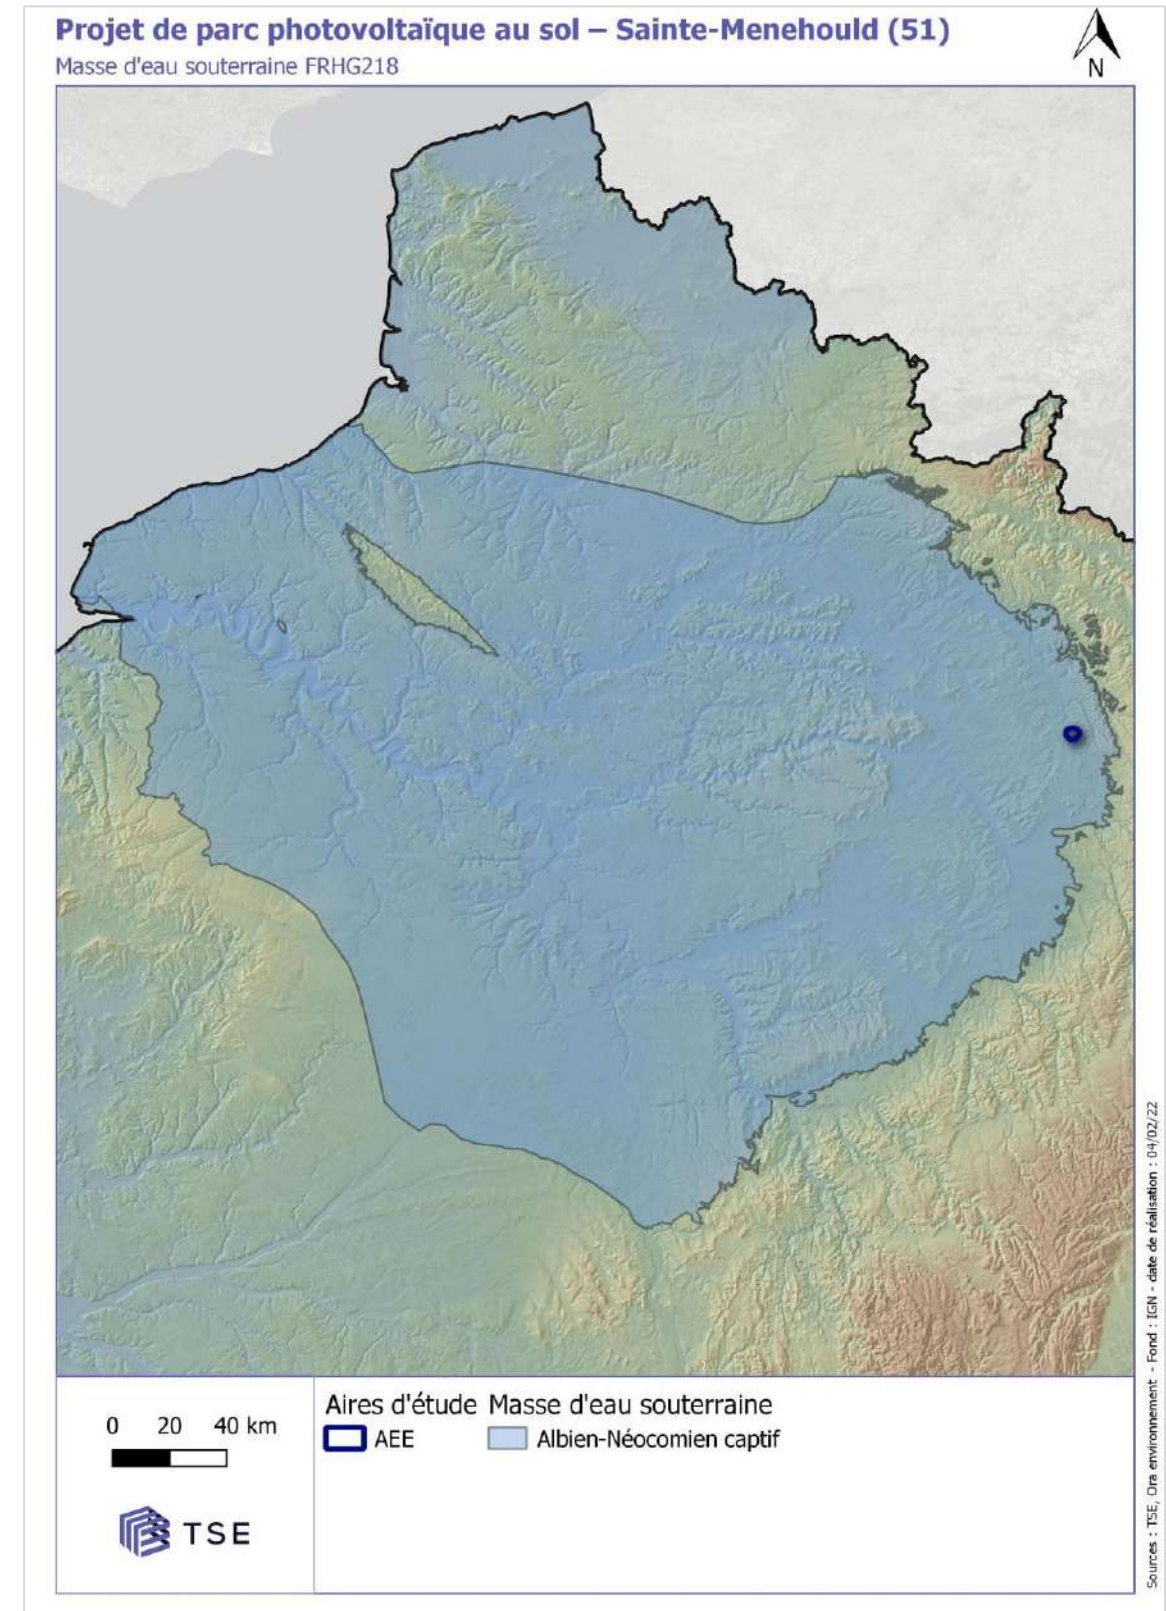 Projet de parc photovoltaïque au sol – Sainte-Menehould (51)
Masse d'eau souterraine FRHG218
N
0 20 40 km
Aires d'étude Masse d'eau souterraine
AEE Albien-Néocomien captif
TSE
Sources : TSE, Ora environnement - Fond : IGN - date de réalisation : 04/02/22